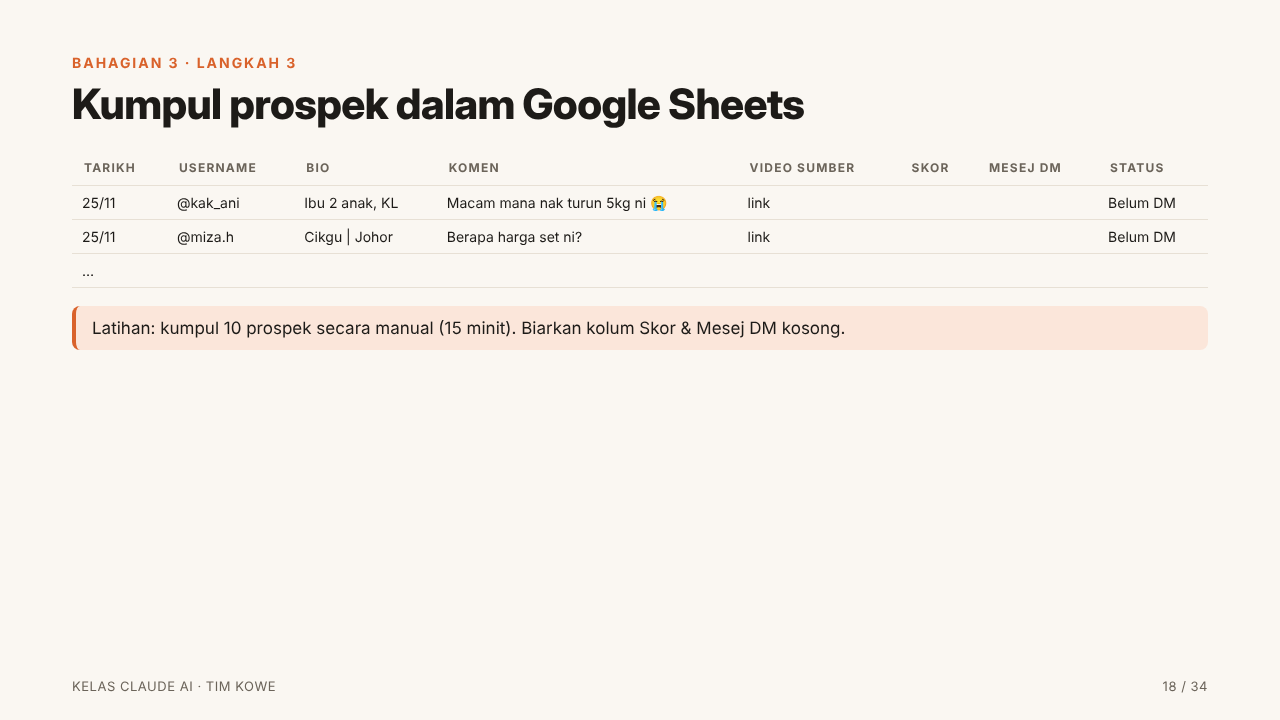 BAHAGIAN 3 · LANGKAH 3
Kumpul prospek dalam Google Sheets
TARIKH USERNAME BIO KOMEN VIDEO SUMBER SKOR MESEJ DM STATUS
25/11 @kak_ani Ibu 2 anak, KL Macam mana nak turun 5kg ni 😭 link Belum DM
25/11 @miza.h Cikgu | Johor Berapa harga set ni? link Belum DM
...
Latihan: kumpul 10 prospek secara manual (15 minit). Biarkan kolum Skor & Mesej DM kosong.
KELAS CLAUDE AI · TIM KOWE
18 / 34